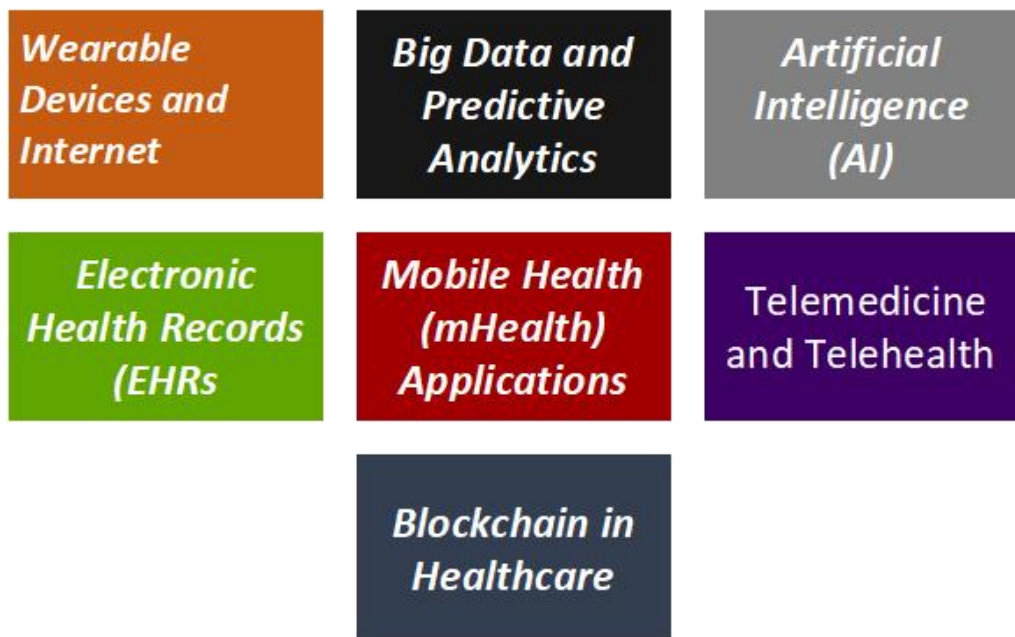 Wearable
Devices and
Internet
Big Data and
Predictive
Analytics
Artificial
Intelligence
(AI)
Electronic
Health Records
(EHRs
Mobile Health
(mHealth)
Applications
Telemedicine
and Telehealth
Blockchain in
Healthcare